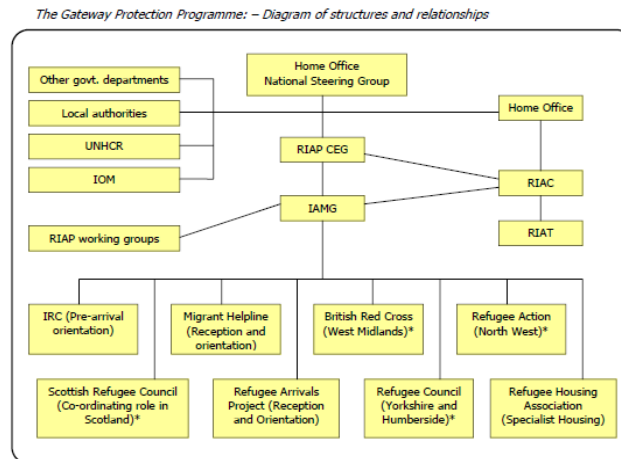 The Gateway Protection Programme: – Diagram of structures and relationships
Home Office
National Steering Group
Other govt. departments
Local authorities
Home Office
UNHCR
RIAP CEG
IOM
RIAC
IAMG
RIAP working groups
RIAT
IRC (Pre-arrival
orientation)
Migrant Helpline
(Reception and
orientation)
British Red Cross
(West Midlands)*
Refugee Action
(North West)*
Scottish Refugee Council
(Co-ordinating role in
Scotland)*
Refugee Arrivals
Project (Reception
and Orientation)
Refugee Council
(Yorkshire and
Humberside)*
Refugee Housing
Association
(Specialist Housing)